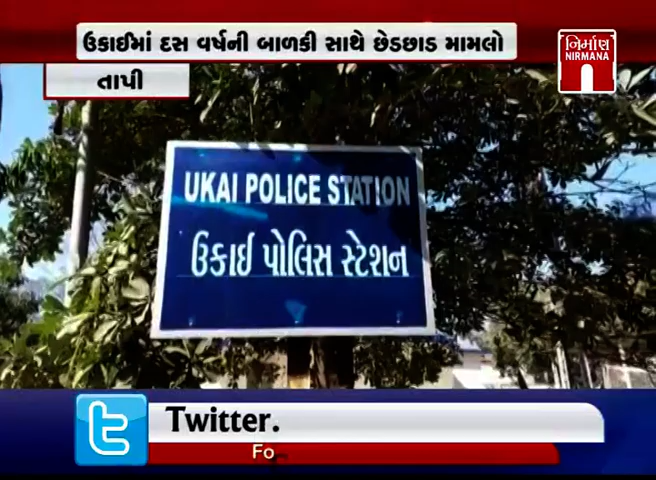 ઉકાઈમાં દસ વર્ષની બાળકી સાથે છેડછાડ મામલો
નિર્માણ
NIRMANA
તાપી
UKAI POLICE STATION
ઉકાઈ પોલિસ સ્ટેશન
Twitter.
Fo